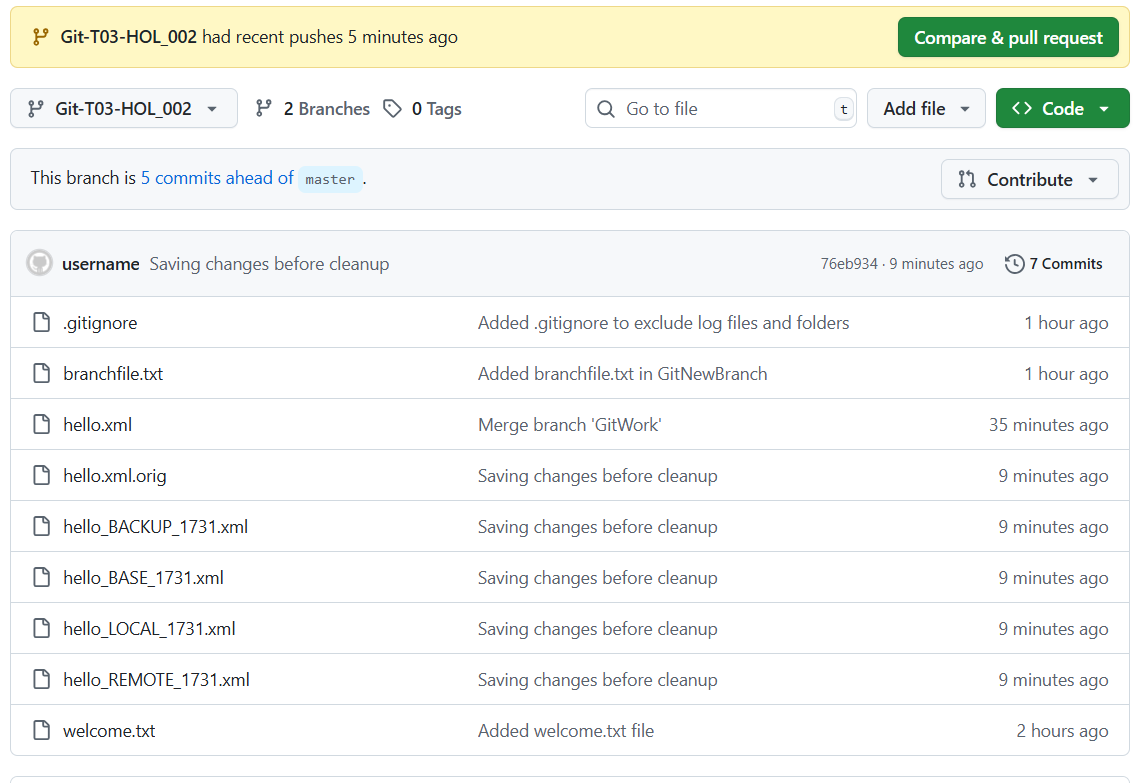 Git-T03-HOL_002 had recent pushes 5 minutes ago Compare & pull request
Git-T03-HOL_002 2 Branches 0 Tags Go to file t Add file <> Code
This branch is 5 commits ahead of master . Contribute
username Saving changes before cleanup 76eb934 · 9 minutes ago 7 Commits
.gitignore Added .gitignore to exclude log files and folders 1 hour ago
branchfile.txt Added branchfile.txt in GitNewBranch 1 hour ago
hello.xml Merge branch 'GitWork' 35 minutes ago
hello.xml.orig Saving changes before cleanup 9 minutes ago
hello_BACKUP_1731.xml Saving changes before cleanup 9 minutes ago
hello_BASE_1731.xml Saving changes before cleanup 9 minutes ago
hello_LOCAL_1731.xml Saving changes before cleanup 9 minutes ago
hello_REMOTE_1731.xml Saving changes before cleanup 9 minutes ago
welcome.txt Added welcome.txt file 2 hours ago